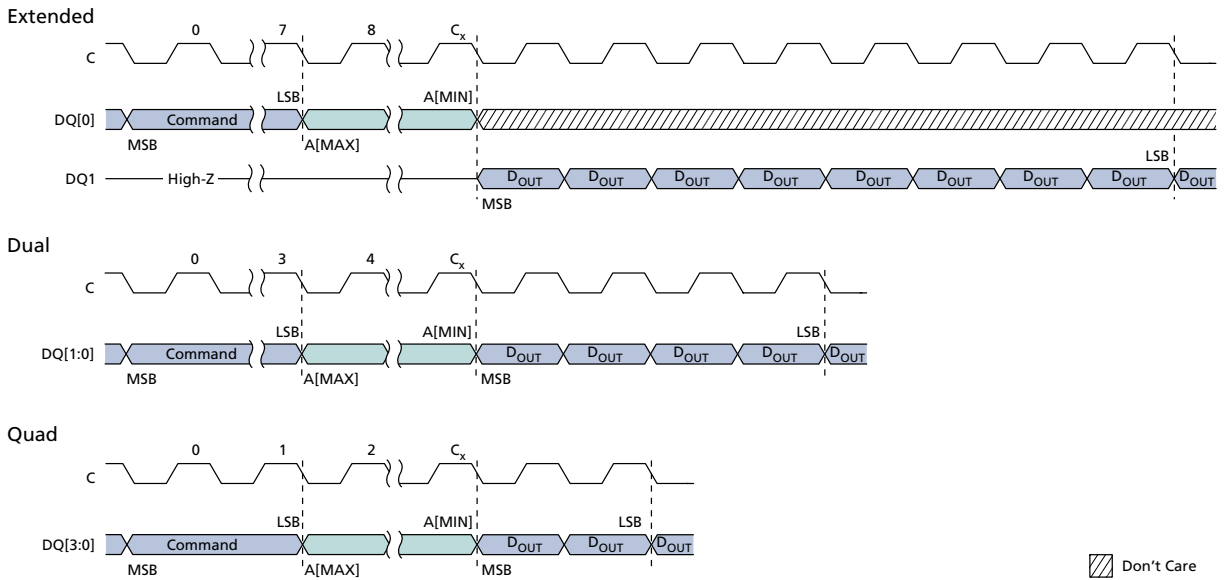 Extended
0 7 8 Cx
C
LSB A[MIN]
DQ[0] Command
MSB A[MAX]
LSB
DQ1 High-Z DOUT DOUT DOUT DOUT DOUT DOUT DOUT DOUT DOUT
MSB
Dual
0 3 4 Cx
C
LSB A[MIN] LSB
DQ[1:0] Command DOUT DOUT DOUT DOUT DOUT
MSB A[MAX] MSB
Quad
0 1 2 Cx
C
LSB A[MIN] LSB
DQ[3:0] Command DOUT DOUT DOUT
MSB A[MAX] MSB
Don't Care